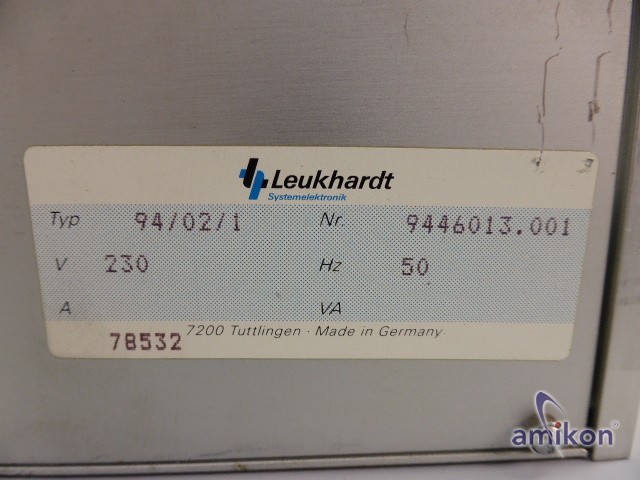 Leukhardt
Systemelektronik
Typ 94/02/1 Nr. 9446013.001
V 230 Hz 50
A VA
7200 Tuttlingen · Made in Germany·
78532
amikon